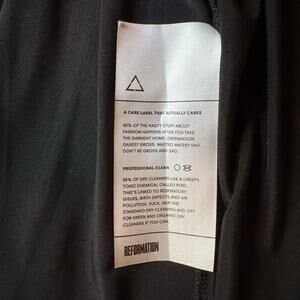 A CARE LABEL THAT ACTUALLY CARES
80% OF THE NASTY STUFF ABOUT
FASHION HAPPENS AFTER YOU TAKE
THE GARMENT HOME. GREENHOUSE
GASES? GROSS. WASTED WATER? SAD.
DON'T BE GROSS AND SAD.
PROFESSIONAL CLEAN
85% OF DRY CLEANERS USE A CREEPY,
TOXIC CHEMICAL CALLED PERC,
THAT'S LINKED TO RESPIRATORY
ISSUES, BIRTH DEFECTS AND AIR
POLLUTION. YUCK. SKIP THE
STANDARD DRY CLEANING AND OPT
FOR GREEN AND ORGANIC DRY
CLEANERS IF YOU CAN.
REFORMATION